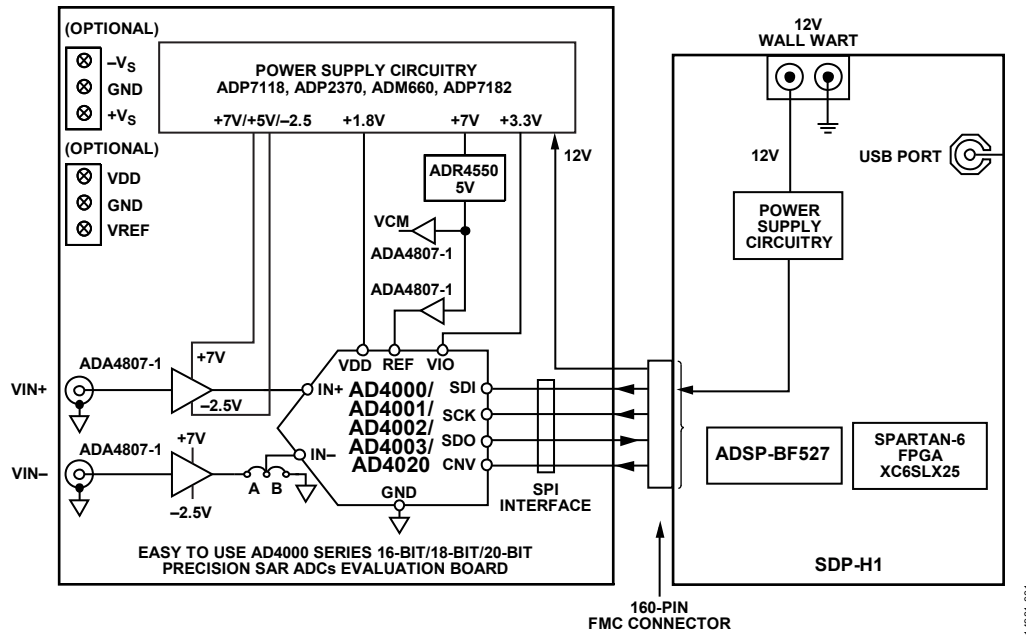 (OPTIONAL)
–VS
GND
+VS
(OPTIONAL)
VDD
GND
VREF
POWER SUPPLY CIRCUITRY
ADP7118, ADP2370, ADM660, ADP7182
+7V/+5V/–2.5
+1.8V
+7V
+3.3V
12V
ADR4550
5V
VCM
ADA4807-1
ADA4807-1
VDD
REF
VIO
VIN+
ADA4807-1
+7V
–2.5V
IN+
VIN–
ADA4807-1
+7V
–2.5V
A
B
IN–
AD4000/
AD4001/
AD4002/
AD4003/
AD4020
GND
SDI
SCK
SDO
CNV
SPI
INTERFACE
EASY TO USE AD4000 SERIES 16-BIT/18-BIT/20-BIT
PRECISION SAR ADCs EVALUATION BOARD
12V
WALL WART
12V
USB PORT
POWER
SUPPLY
CIRCUITRY
ADSP-BF527
SPARTAN-6
FPGA
XC6SLX25
SDP-H1
160-PIN
FMC CONNECTOR